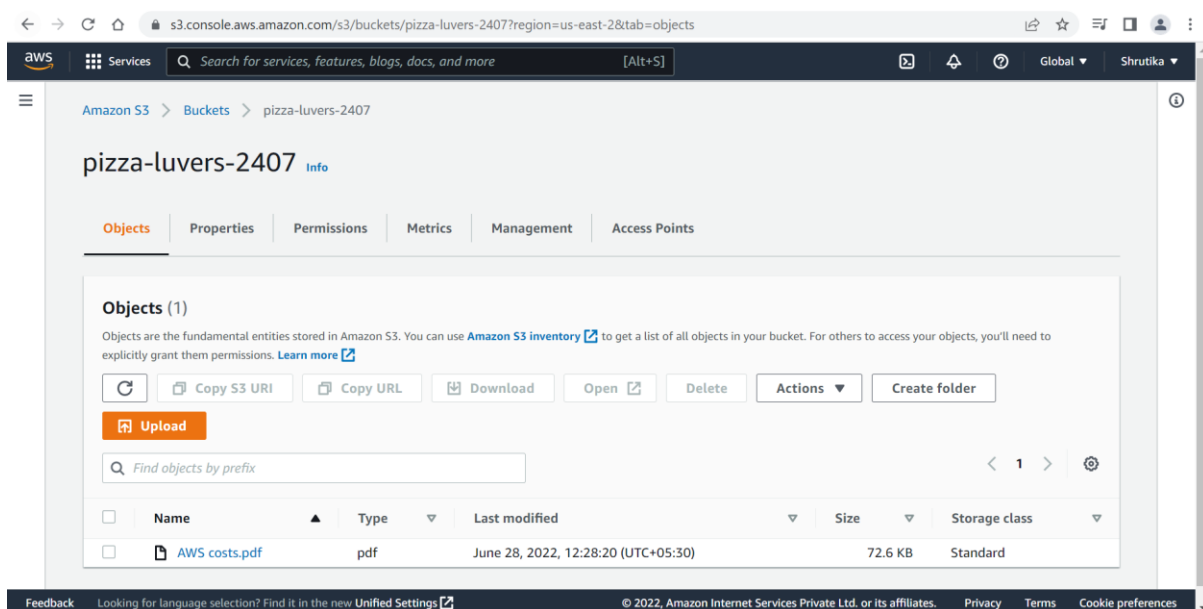 s3.console.aws.amazon.com/s3/buckets/pizza-luvers-2407?region=us-east-2&tab=objects
aws Services Search for services, features, blogs, docs, and more [Alt+S] Global Shrutika
Amazon S3 > Buckets > pizza-luvers-2407
pizza-luvers-2407 Info
Objects Properties Permissions Metrics Management Access Points
Objects (1)
Objects are the fundamental entities stored in Amazon S3. You can use Amazon S3 inventory to get a list of all objects in your bucket. For others to access your objects, you'll need to
explicitly grant them permissions. Learn more
Copy S3 URI Copy URL Download Open Delete Actions Create folder
Upload
Find objects by prefix 1
Name Type Last modified Size Storage class
AWS costs.pdf pdf June 28, 2022, 12:28:20 (UTC+05:30) 72.6 KB Standard
Feedback Looking for language selection? Find it in the new Unified Settings © 2022, Amazon Internet Services Private Ltd. or its affiliates. Privacy Terms Cookie preferences